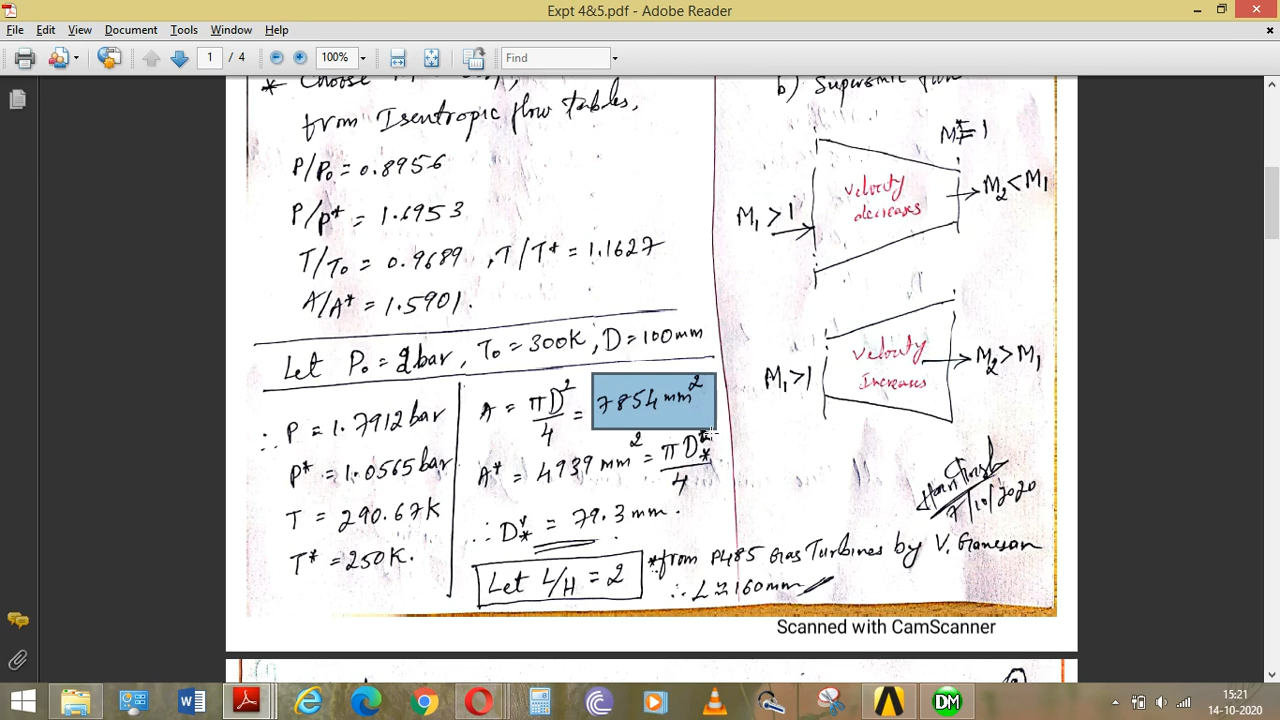 Expt 4&5.pdf - Adobe Reader
File Edit View Document Tools Window Help
1 / 4 100% Find
* Choose
from Isentropic flow tables,
P/P₀ = 0.8956
P/P* = 1.6953
T/T₀ = 0.9689 , T/T* = 1.1627
A/A* = 1.5901.
Let P₀ = 2bar, T₀ = 300K, D = 100mm
∴ P = 1.7912 bar
P* = 1.0565 bar
T = 290.67K
T* = 250K.
A = πD²/4 = 7854 mm²
A* = 4939 mm² = πD*²/4
∴ D* = 79.3 mm.
Let L/H = 2
b) Supersonic flow
M=1
M₁ > 1
Velocity
decreases
M₂ < M₁
M₁ > 1
Velocity
Increases
M₂ > M₁
7/10/2020
*from P485 Gas Turbines by V. Ganesan
∴ L ≈ 160mm
Scanned with CamScanner
W
DM
15:21
14-10-2020